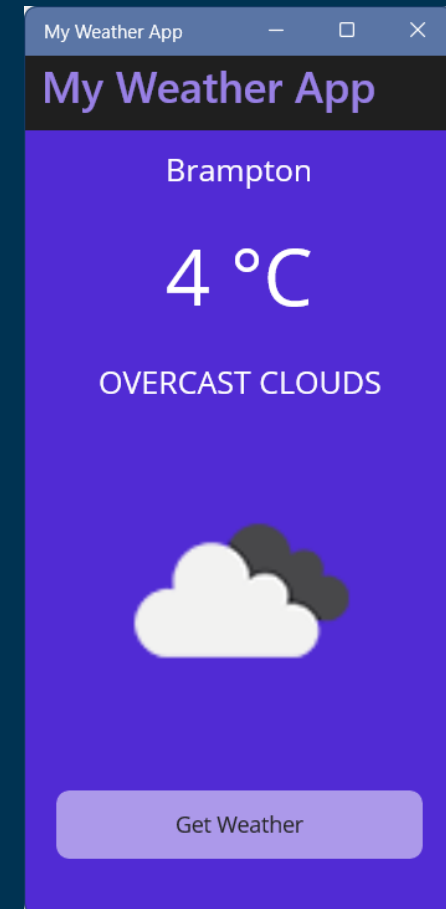 My Weather App
My Weather App
Brampton
4 °C
OVERCAST CLOUDS
Get Weather